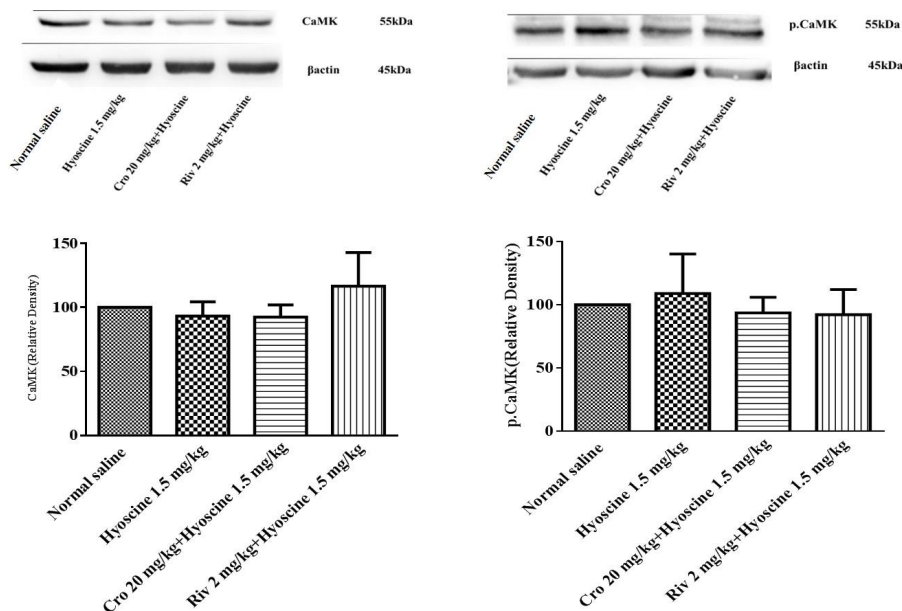 CaMK 55kDa
βactin 45kDa
Normal saline
Hyoscine 1.5 mg/kg
Cro 20 mg/kg+Hyoscine
Riv 2 mg/kg+Hyoscine
p.CaMK 55kDa
βactin 45kDa
Normal saline
Hyoscine 1.5 mg/kg
Cro 20 mg/kg+Hyoscine
Riv 2 mg/kg+Hyoscine
CaMK(Relative Density)
150
100
50
0
Normal saline
Hyoscine 1.5 mg/kg
Cro 20 mg/kg+Hyoscine 1.5 mg/kg
Riv 2 mg/kg+Hyoscine 1.5 mg/kg
p.CaMK(Relative Density)
150
100
50
0
Normal saline
Hyoscine 1.5 mg/kg
Cro 20 mg/kg+Hyoscine 1.5 mg/kg
Riv 2 mg/kg+Hyoscine 1.5 mg/kg